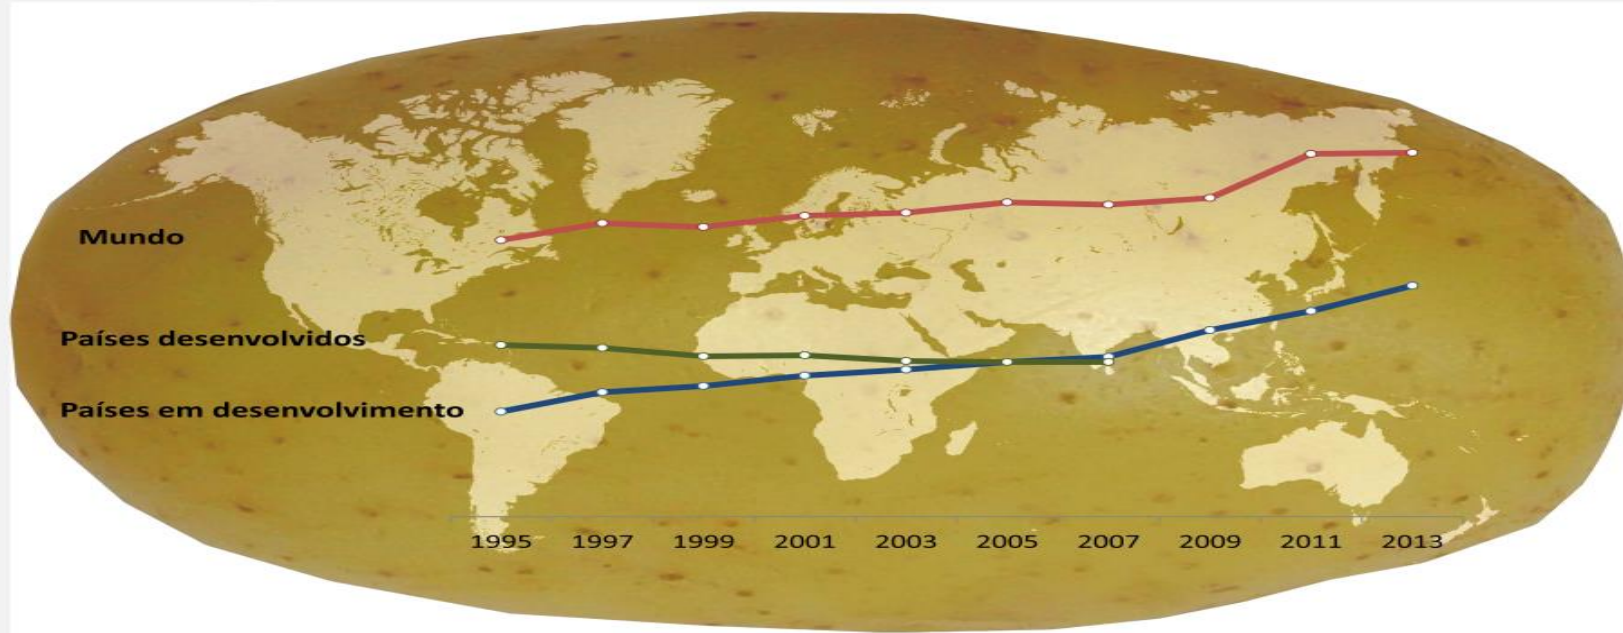 Mundo
Países desenvolvidos
Países em desenvolvimento
1995 1997 1999 2001 2003 2005 2007 2009 2011 2013